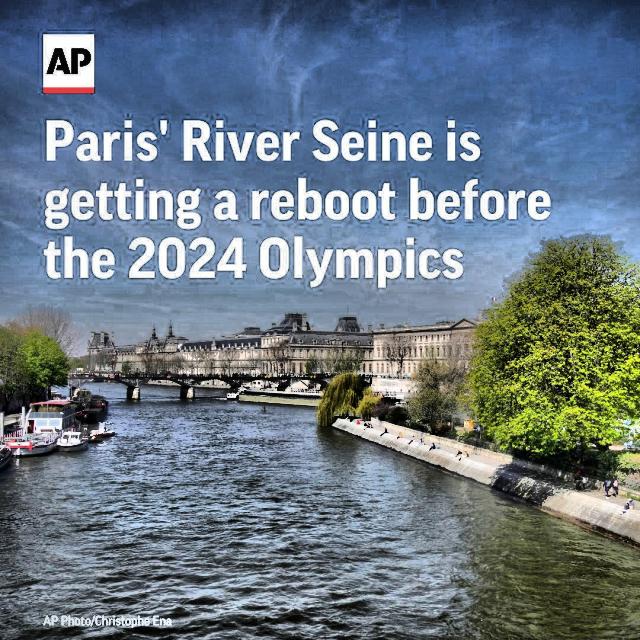 AP
Paris' River Seine is
getting a reboot before
the 2024 Olympics
AP Photo/Christophe Ena